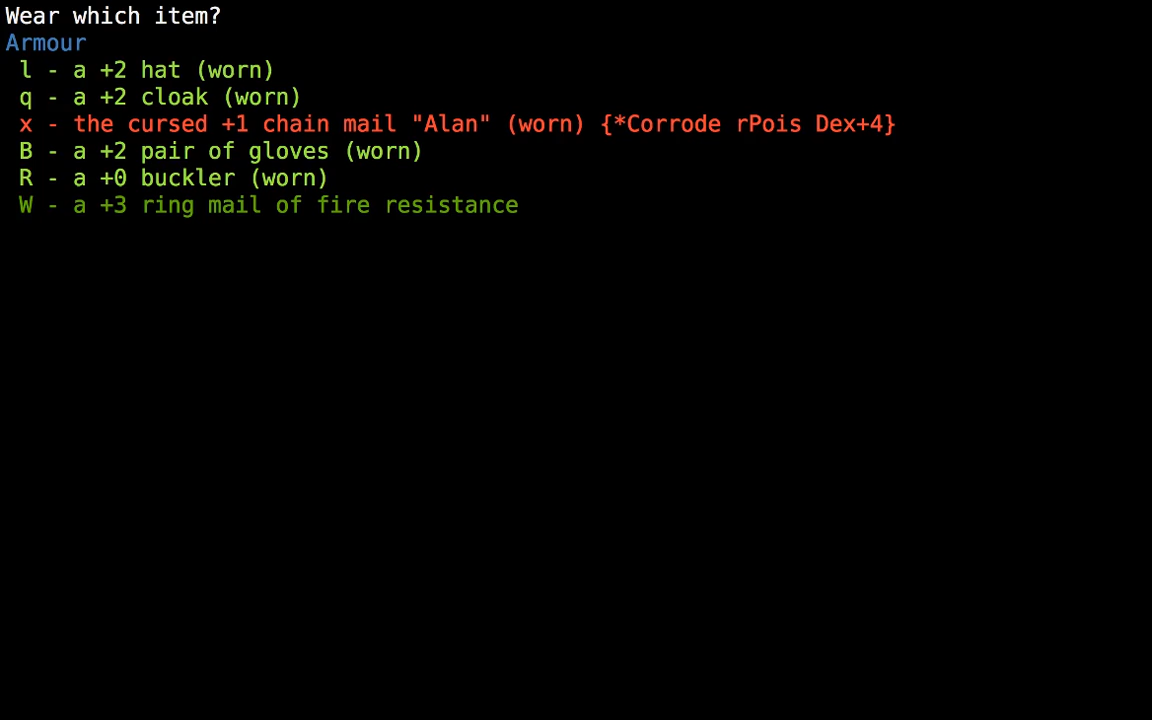 Wear which item?
Armour
l - a +2 hat (worn)
q - a +2 cloak (worn)
x - the cursed +1 chain mail "Alan" (worn) {*Corrode rPois Dex+4}
B - a +2 pair of gloves (worn)
R - a +0 buckler (worn)
W - a +3 ring mail of fire resistance